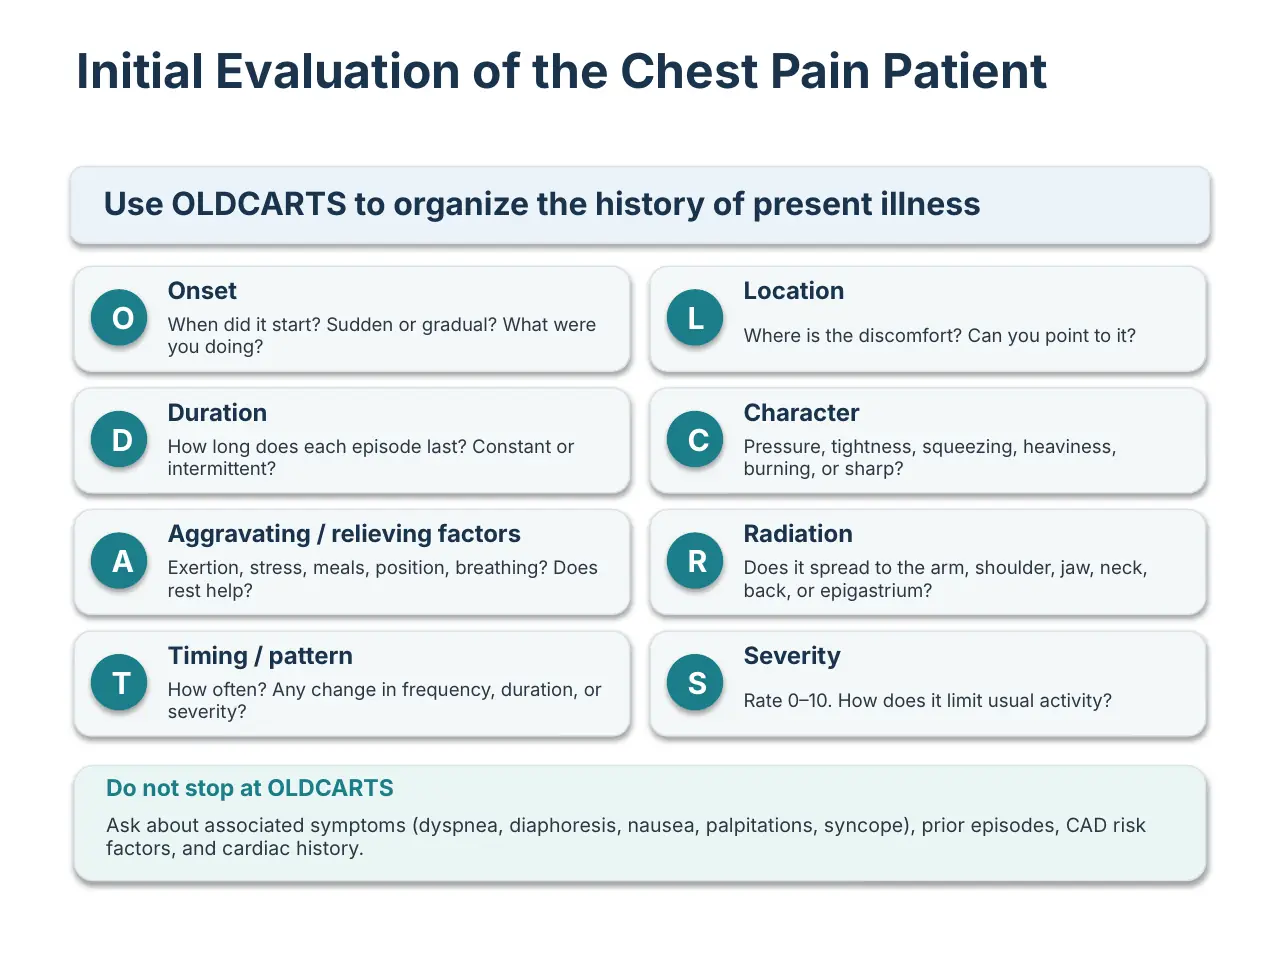 Initial Evaluation of the Chest Pain Patient
Use OLDCARTS to organize the history of present illness
O
Onset
When did it start? Sudden or gradual? What were
you doing?
L
Location
Where is the discomfort? Can you point to it?
D
Duration
How long does each episode last? Constant or
intermittent?
C
Character
Pressure, tightness, squeezing, heaviness,
burning, or sharp?
A
Aggravating / relieving factors
Exertion, stress, meals, position, breathing? Does
rest help?
R
Radiation
Does it spread to the arm, shoulder, jaw, neck,
back, or epigastrium?
T
Timing / pattern
How often? Any change in frequency, duration, or
severity?
S
Severity
Rate 0–10. How does it limit usual activity?
Do not stop at OLDCARTS
Ask about associated symptoms (dyspnea, diaphoresis, nausea, palpitations, syncope), prior episodes, CAD risk
factors, and cardiac history.